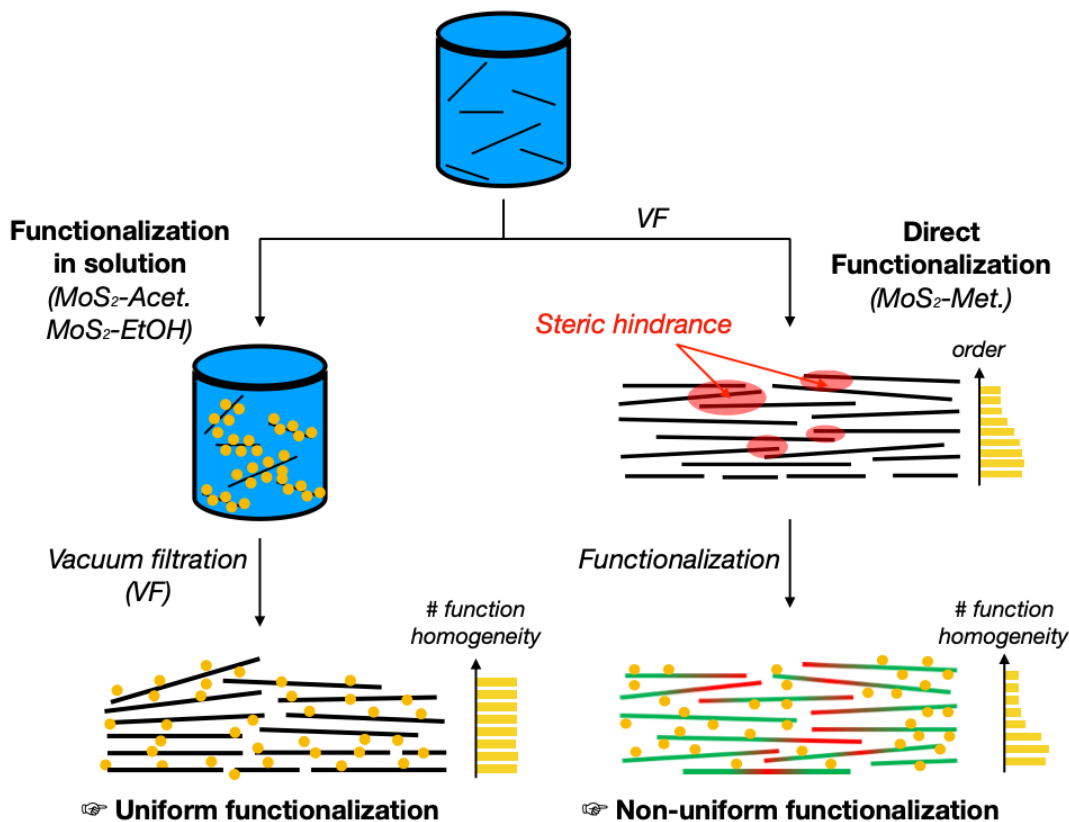 VF
Functionalization
in solution
(MoS₂-Acet.
MoS₂-EtOH)
Direct
Functionalization
(MoS₂-Met.)
Steric hindrance
order
Vacuum filtration
(VF)
Functionalization
# function
homogeneity
# function
homogeneity
☞ Uniform functionalization
☞ Non-uniform functionalization